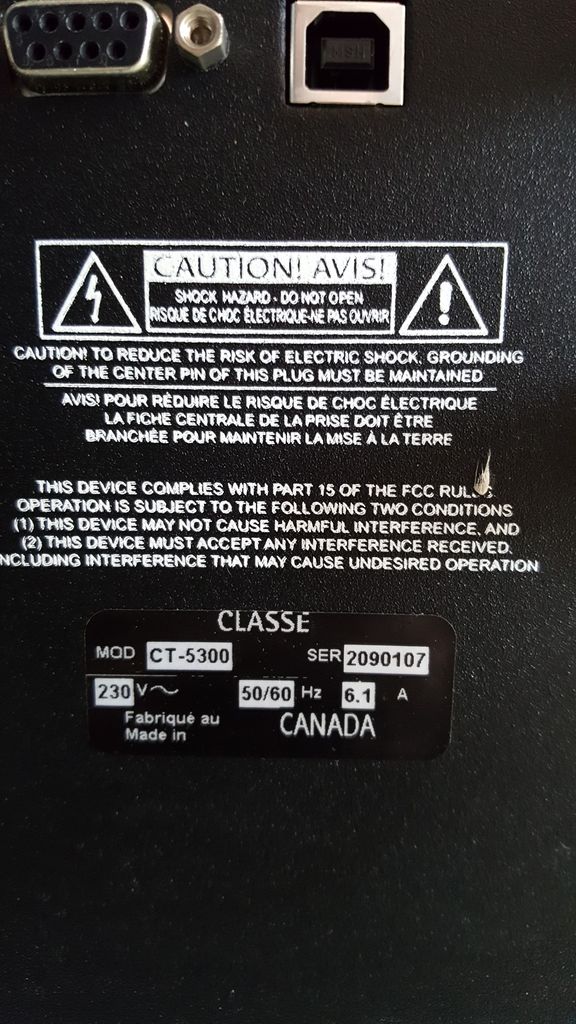 CAUTION! AVIS!
SHOCK HAZARD - DO NOT OPEN
RISQUE DE CHOC ÉLECTRIQUE-NE PAS OUVRIR
CAUTION! TO REDUCE THE RISK OF ELECTRIC SHOCK, GROUNDING
OF THE CENTER PIN OF THIS PLUG MUST BE MAINTAINED
AVIS! POUR RÉDUIRE LE RISQUE DE CHOC ÉLECTRIQUE
LA FICHE CENTRALE DE LA PRISE DOIT ÊTRE
BRANCHÉE POUR MAINTENIR LA MISE À LA TERRE
THIS DEVICE COMPLIES WITH PART 15 OF THE FCC RULES
OPERATION IS SUBJECT TO THE FOLLOWING TWO CONDITIONS
(1) THIS DEVICE MAY NOT CAUSE HARMFUL INTERFERENCE, AND
(2) THIS DEVICE MUST ACCEPT ANY INTERFERENCE RECEIVED,
INCLUDING INTERFERENCE THAT MAY CAUSE UNDESIRED OPERATION
CLASSE
MOD CT-5300 SER 2090107
230 V~ 50/60 Hz 6.1 A
Fabriqué au
Made in CANADA